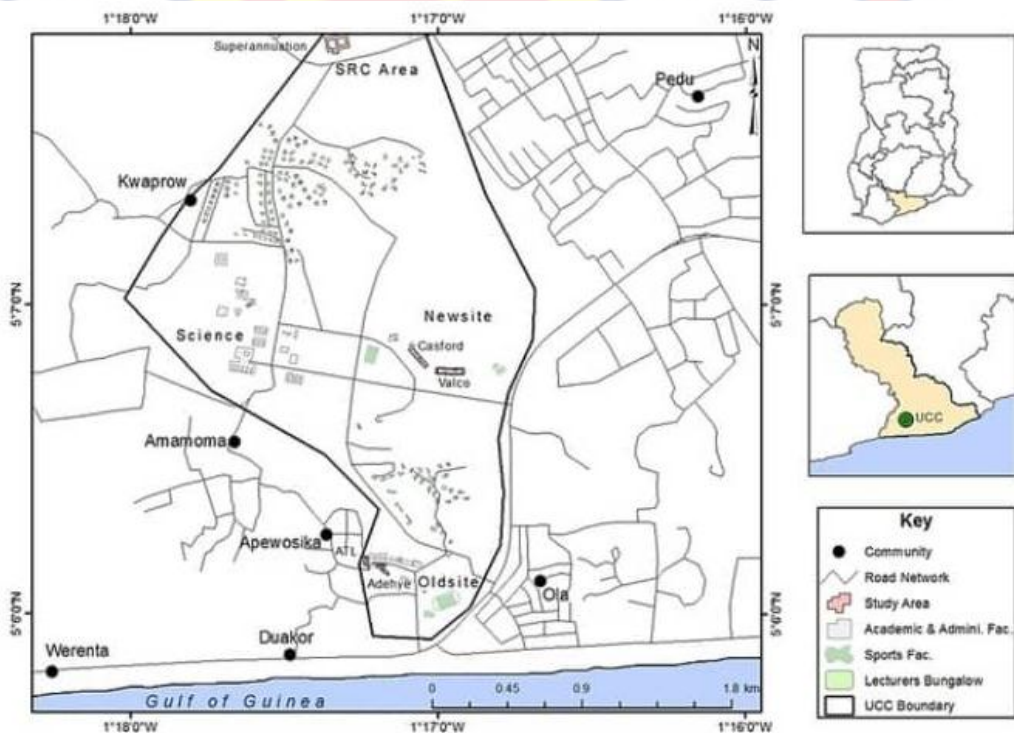 1°18'0"W
1°17'0"W
1°16'0"W
Superannuation
SRC Area
N
Pedu
Kwaprow
5°7'0"N
5°7'0"N
Newsite
Science
Casford
Valco
Amamoma
UCC
Apewosika
ATL
Adehye
Oldsite
Ola
5°6'0"N
5°6'0"N
Duakor
Werenta
Gulf of Guinea
0 0.45 0.9 1.8 km
1°18'0"W
1°17'0"W
1°16'0"W
Key
Community
Road Network
Study Area
Academic & Admini. Fac.
Sports Fac.
Lecturers Bungalow
UCC Boundary